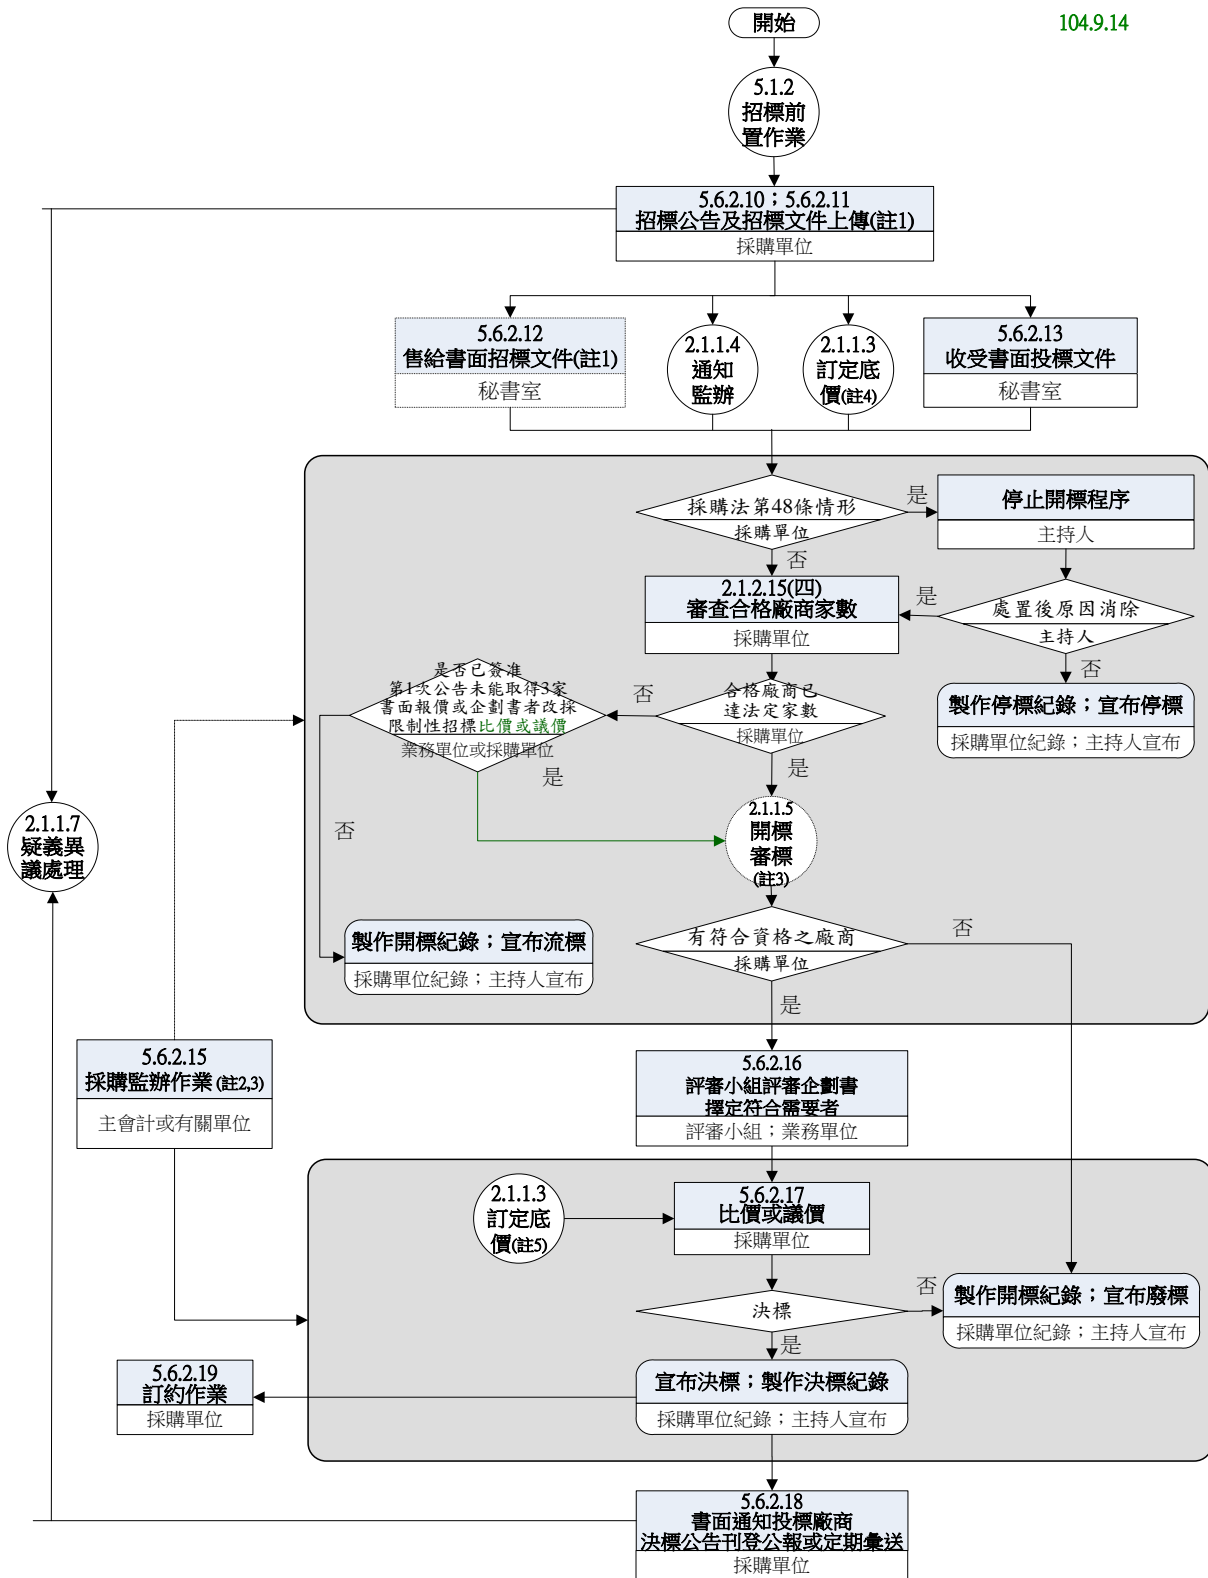 開始
104.9.14
5.1.2
招標前
置作業
5.6.2.10；5.6.2.11
招標公告及招標文件上傳(註1)
採購單位
5.6.2.12
售給書面招標文件(註1)
秘書室
2.1.1.4
通知
監辦
2.1.1.3
訂定底
價(註4)
5.6.2.13
收受書面投標文件
秘書室
採購法第48條情形
採購單位
是
停止開標程序
主持人
否
2.1.2.15(四)
審查合格廠商家數
採購單位
是
處置後原因消除
主持人
否
製作停標紀錄；宣布停標
採購單位紀錄；主持人宣布
是否已簽准
第1次公告未能取得3家
書面報價或企劃書者改採
限制性招標比價或議價
業務單位或採購單位
否
合格廠商已
達法定家數
採購單位
是
是
否
2.1.1.5
開標
審標
(註3)
2.1.1.7
疑義異
議處理
製作開標紀錄；宣布流標
採購單位紀錄；主持人宣布
有符合資格之廠商
採購單位
否
是
5.6.2.15
採購監辦作業(註2,3)
主會計或有關單位
5.6.2.16
評審小組評審企劃書
擇定符合需要者
評審小組；業務單位
2.1.1.3
訂定底
價(註5)
5.6.2.17
比價或議價
採購單位
決標
否
製作開標紀錄；宣布廢標
採購單位紀錄；主持人宣布
是
宣布決標；製作決標紀錄
採購單位紀錄；主持人宣布
5.6.2.19
訂約作業
採購單位
5.6.2.18
書面通知投標廠商
決標公告刊登公報或定期彙送
採購單位